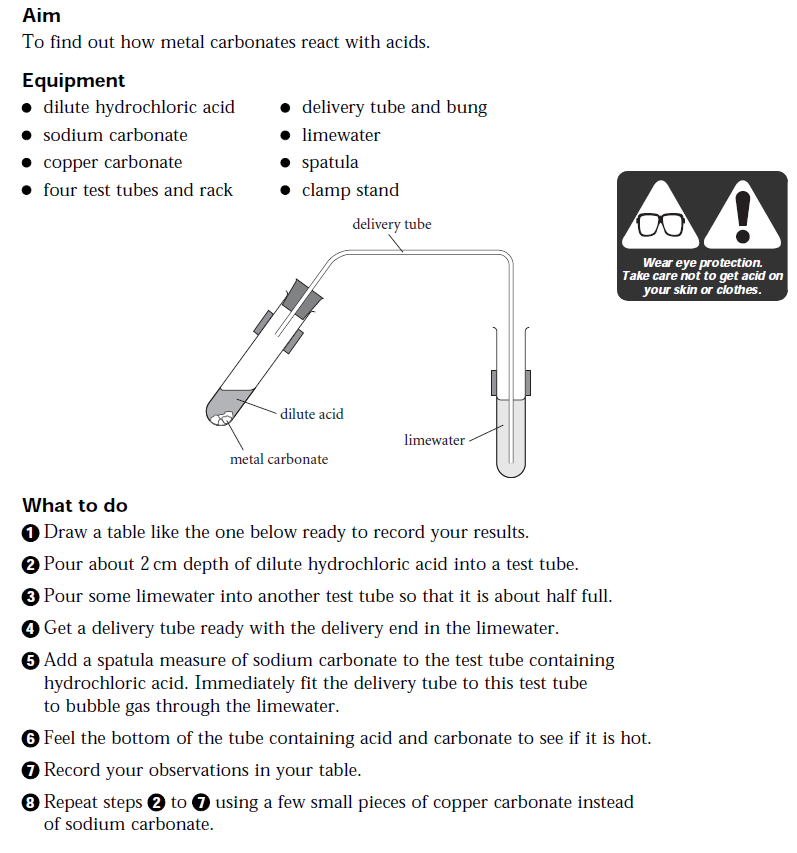 Aim
To find out how metal carbonates react with acids.
Equipment
● dilute hydrochloric acid
● sodium carbonate
● copper carbonate
● four test tubes and rack
● delivery tube and bung
● limewater
● spatula
● clamp stand
Wear eye protection.
Take care not to get acid on
your skin or clothes.
delivery tube
dilute acid
limewater
metal carbonate
What to do
1 Draw a table like the one below ready to record your results.
2 Pour about 2 cm depth of dilute hydrochloric acid into a test tube.
3 Pour some limewater into another test tube so that it is about half full.
4 Get a delivery tube ready with the delivery end in the limewater.
5 Add a spatula measure of sodium carbonate to the test tube containing
hydrochloric acid. Immediately fit the delivery tube to this test tube
to bubble gas through the limewater.
6 Feel the bottom of the tube containing acid and carbonate to see if it is hot.
7 Record your observations in your table.
8 Repeat steps 2 to 7 using a few small pieces of copper carbonate instead
of sodium carbonate.